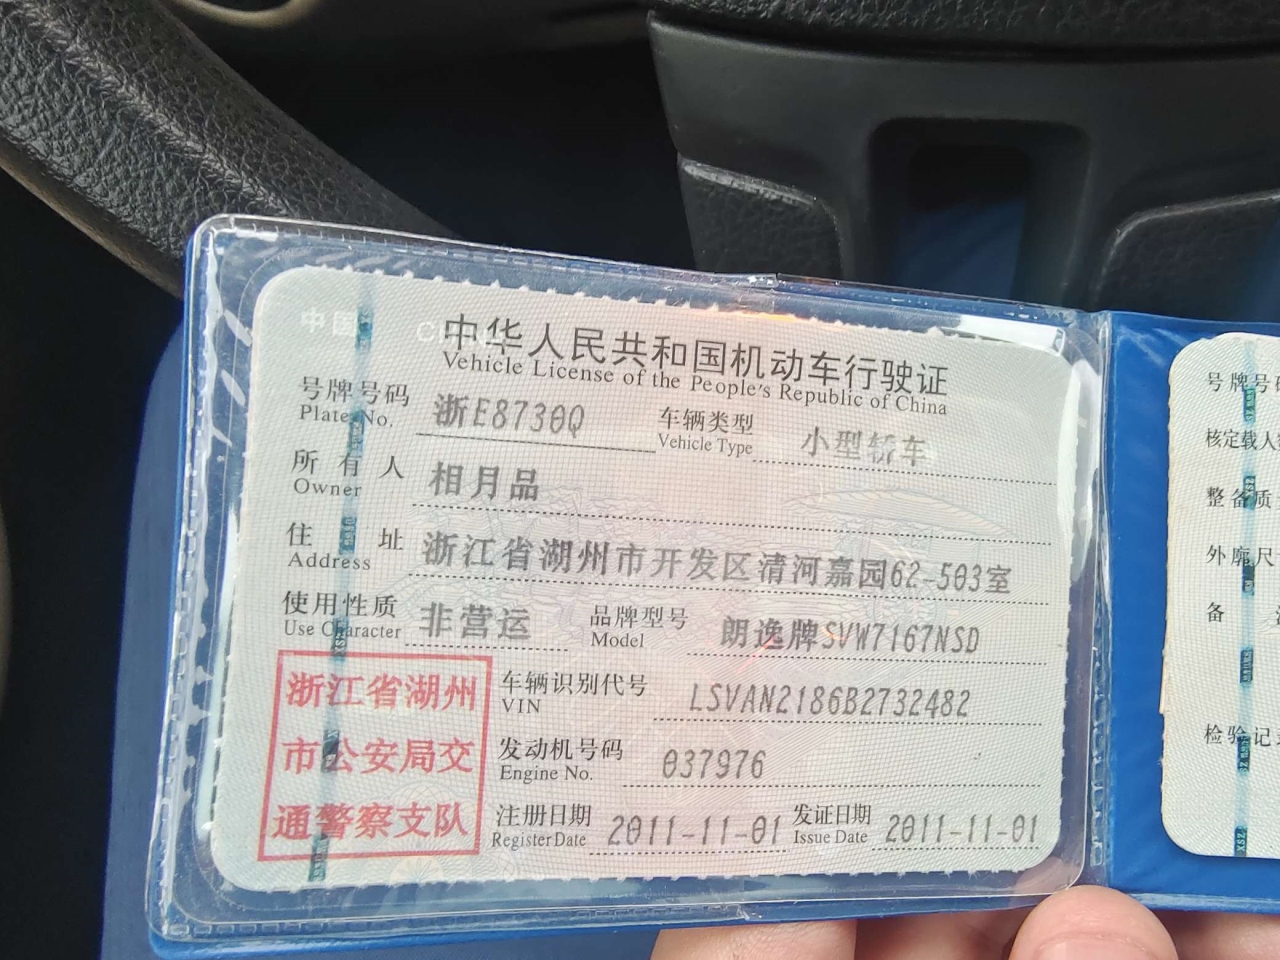 中国 CHINA
中华人民共和国机动车行驶证
Vehicle License of the People's Republic of China
号牌号码 浙E8730Q 车辆类型 小型轿车
Plate No. Vehicle Type
所有人 相月品
Owner
住址 浙江省湖州市开发区清河嘉园62-503室
Address
使用性质 非营运 品牌型号 朗逸牌SVW7167NSD
Use Character Model
浙江省湖州
市公安局交
通警察支队
车辆识别代号 LSVAN2186B2732482
VIN
发动机号码 037976
Engine No.
注册日期 2011-11-01 发证日期 2011-11-01
Register Date Issue Date
号牌号码
核定载人
整备质
外廓尺
备
检验记